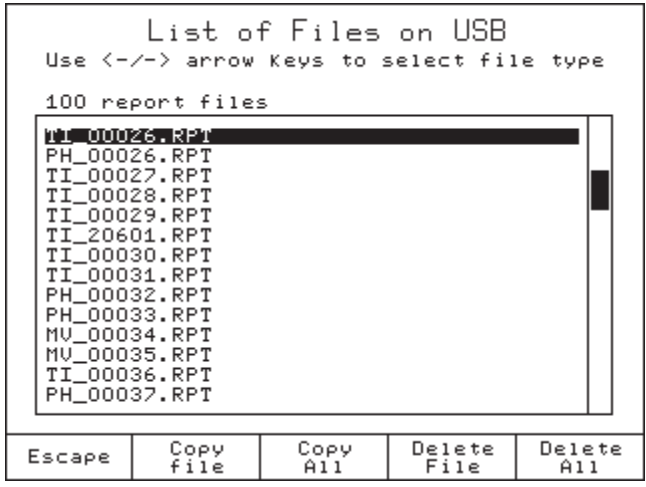 List of Files on USB
Use <-/-> arrow Keys to select file type
100 report files
TI_00026.RPT
PH_00026.RPT
TI_00027.RPT
TI_00028.RPT
TI_00029.RPT
TI_20601.RPT
TI_00030.RPT
TI_00031.RPT
PH_00032.RPT
PH_00033.RPT
MV_00034.RPT
MV_00035.RPT
TI_00036.RPT
PH_00037.RPT
Escape
Copy
file
Copy
All
Delete
File
Delete
All